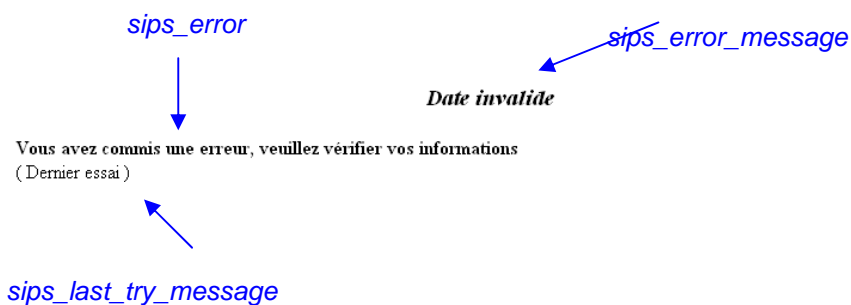 sips_error
sips_error_message
Date invalide
Vous avez commis une erreur, veuillez vérifier vos informations
( Dernier essai )
sips_last_try_message